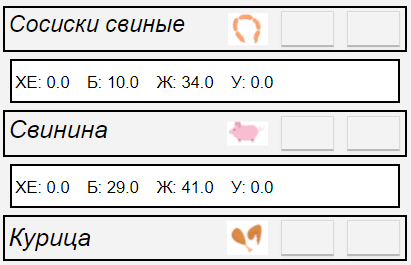 Сосиски свиные
ХЕ: 0.0 Б: 10.0 Ж: 34.0 У: 0.0
Свинина
ХЕ: 0.0 Б: 29.0 Ж: 41.0 У: 0.0
Курица